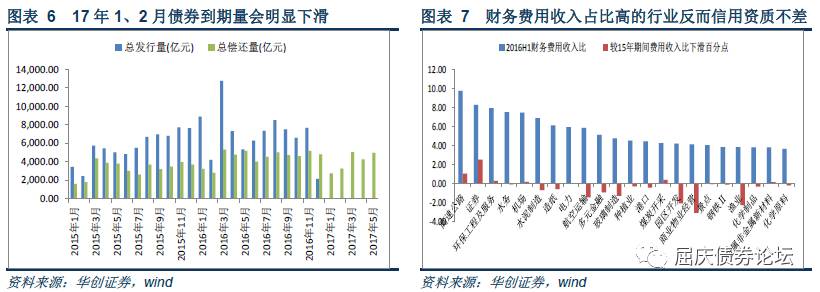 图表 6 17 年 1、2 月债券到期量会明显下滑
总发行量(亿元) 总偿还量(亿元)
14,000.00
12,000.00
10,000.00
8,000.00
6,000.00
4,000.00
2,000.00
0.00
2015年1月
2015年3月
2015年5月
2015年7月
2015年9月
2015年11月
2016年1月
2016年3月
2016年5月
2016年7月
2016年9月
2016年11月
2017年1月
2017年3月
2017年5月
资料来源：华创证券，wind
图表 7 财务费用收入占比高的行业反而信用资质不差
2016H1财务费用收入比 较15年期间费用收入比下滑百分点
12.00
10.00
8.00
6.00
4.00
2.00
0.00
-2.00
-4.00
高速公路
证券
环保工程及服务
水务
机场
水泥制造
造纸
电力
航空运输
多元金融
玻璃制造
种植业
港口
煤炭开采
园区开发
商业物业经营
景点
钢铁Ⅱ
渔业
化学制品
金属非金属新材料
化学原料
资料来源：华创证券，wind
屈庆债券论坛